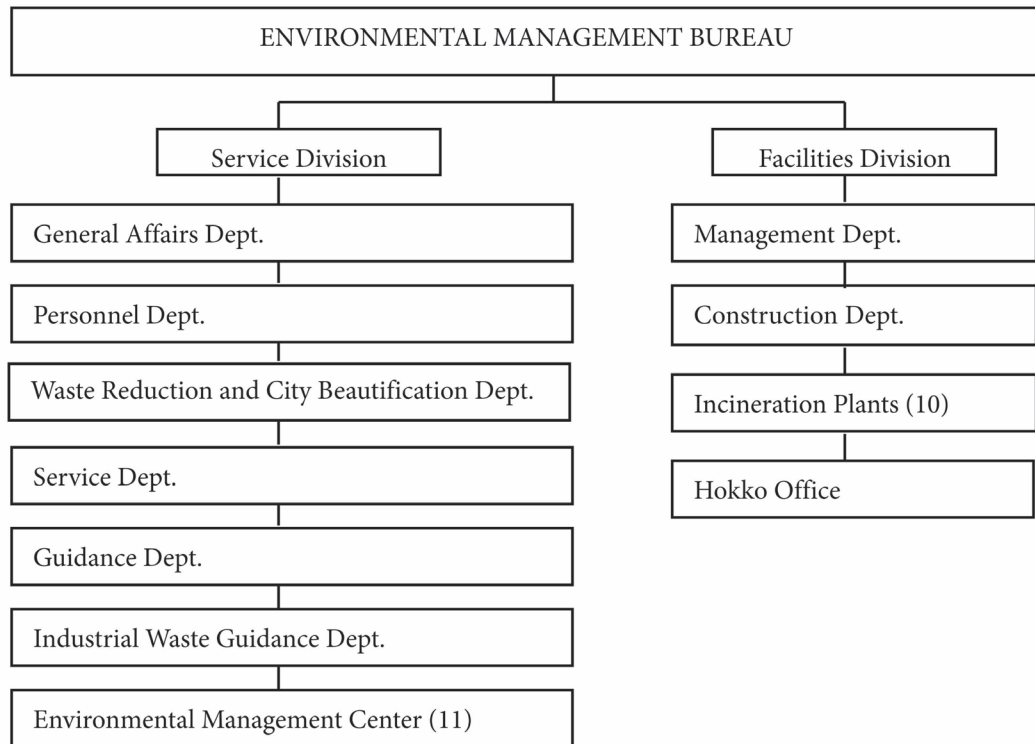 ENVIRONMENTAL MANAGEMENT BUREAU
Service Division
General Affairs Dept.
Personnel Dept.
Waste Reduction and City Beautification Dept.
Service Dept.
Guidance Dept.
Industrial Waste Guidance Dept.
Environmental Management Center (11)
Facilities Division
Management Dept.
Construction Dept.
Incineration Plants (10)
Hokko Office